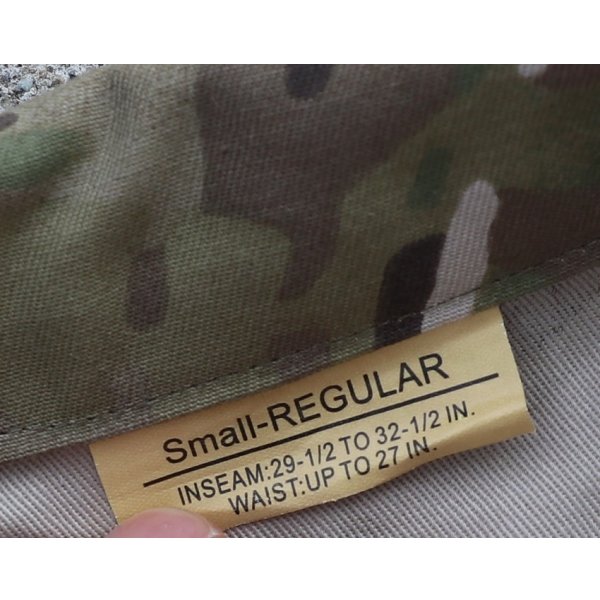 Small-REGULAR
INSEAM:29-1/2 TO 32-1/2 IN.
WAIST:UP TO 27 IN.